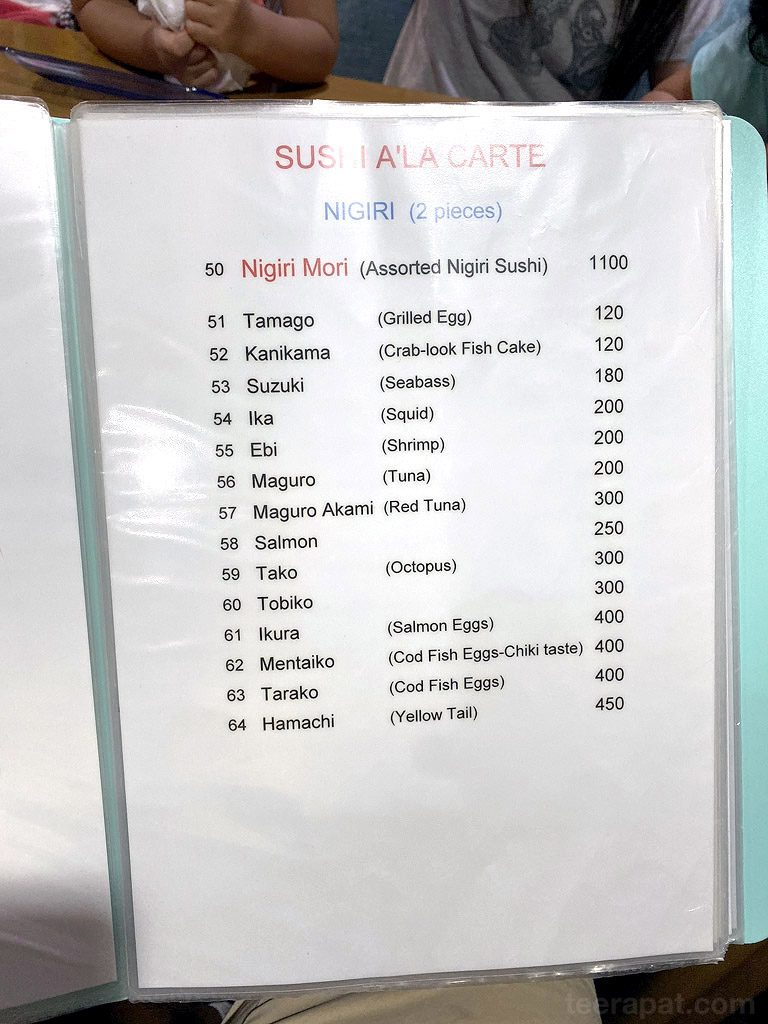 SUSHI A'LA CARTE
NIGIRI (2 pieces)
50 Nigiri Mori (Assorted Nigiri Sushi) 1100
51 Tamago (Grilled Egg) 120
52 Kanikama (Crab-look Fish Cake) 120
53 Suzuki (Seabass) 180
54 Ika (Squid) 200
55 Ebi (Shrimp) 200
56 Maguro (Tuna) 200
57 Maguro Akami (Red Tuna) 300
58 Salmon 250
59 Tako (Octopus) 300
60 Tobiko 300
61 Ikura (Salmon Eggs) 400
62 Mentaiko (Cod Fish Eggs-Chiki taste) 400
63 Tarako (Cod Fish Eggs) 400
64 Hamachi (Yellow Tail) 450
teerapat.com